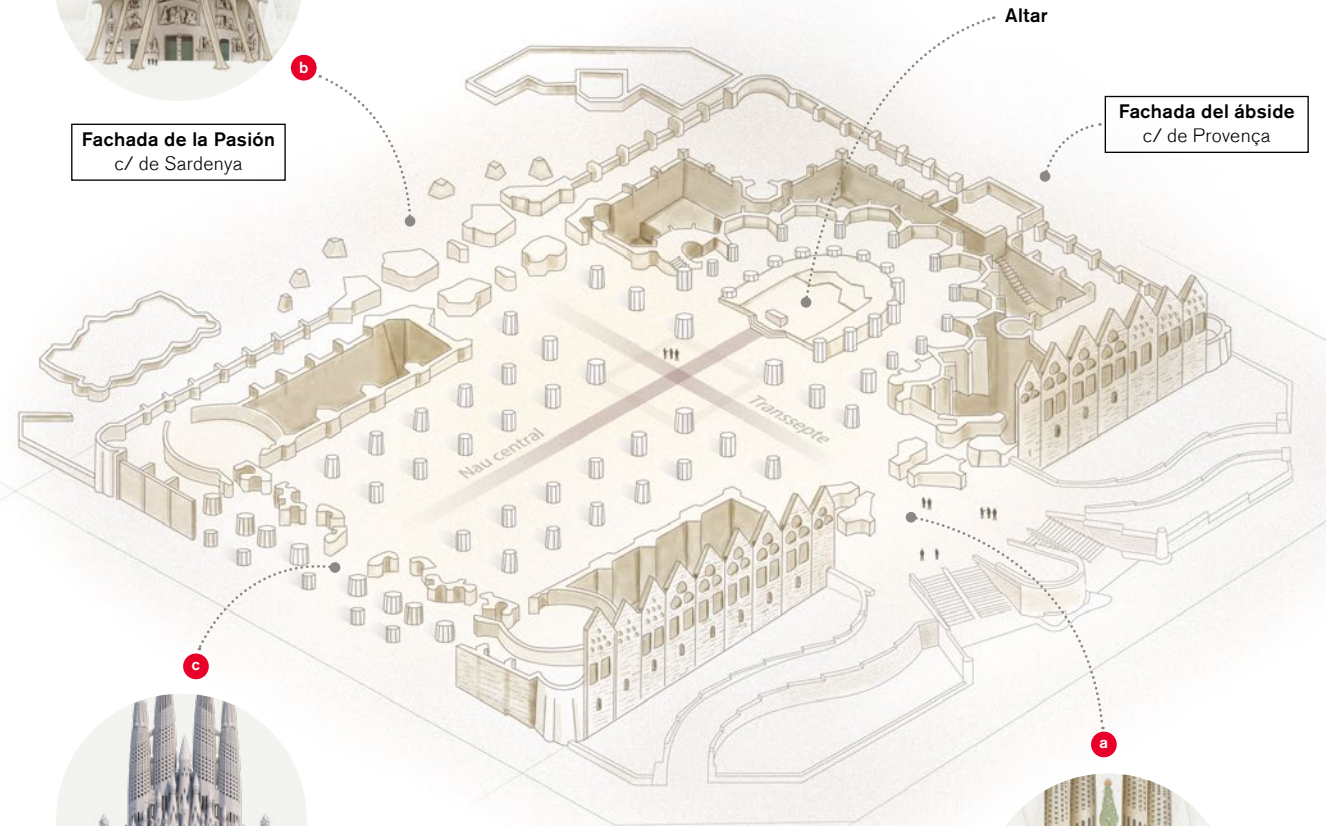 Altar
b
Fachada de la Pasión
c/ de Sardenya
Fachada del ábside
c/ de Provença
Nau central
Transsepte
c
a